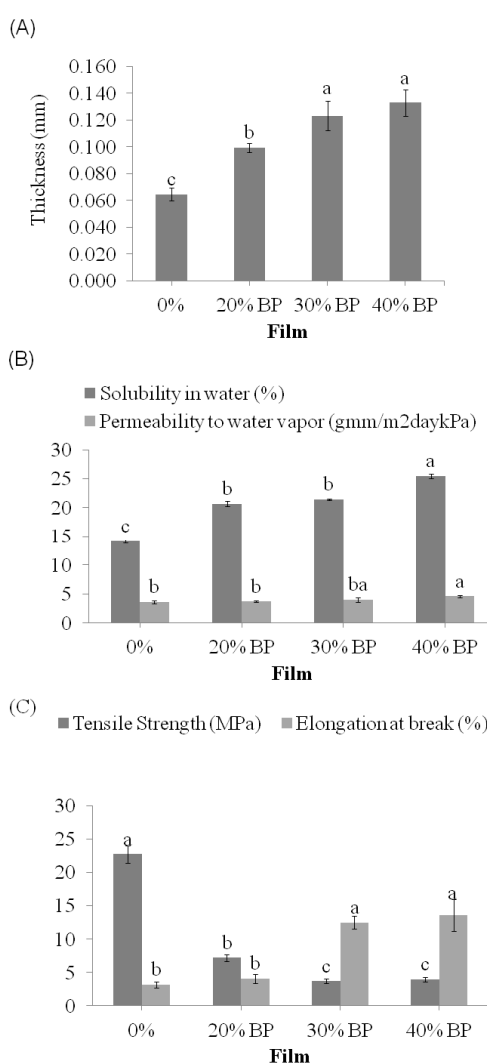 (A)
Thickness (mm)
0.160
0.140
0.120
0.100
0.080
0.060
0.040
0.020
0.000
c
b
a
a
0%
20% BP
30% BP
40% BP
Film
(B)
Solubility in water (%)
Permeability to water vapor (gmm/m2daykPa)
30
25
20
15
10
5
0
c
b
b
b
b
ba
a
a
0%
20% BP
30% BP
40% BP
Film
(C)
Tensile Strength (MPa)
Elongation at break (%)
30
25
20
15
10
5
0
a
b
b
b
c
a
c
a
0%
20% BP
30% BP
40% BP
Film